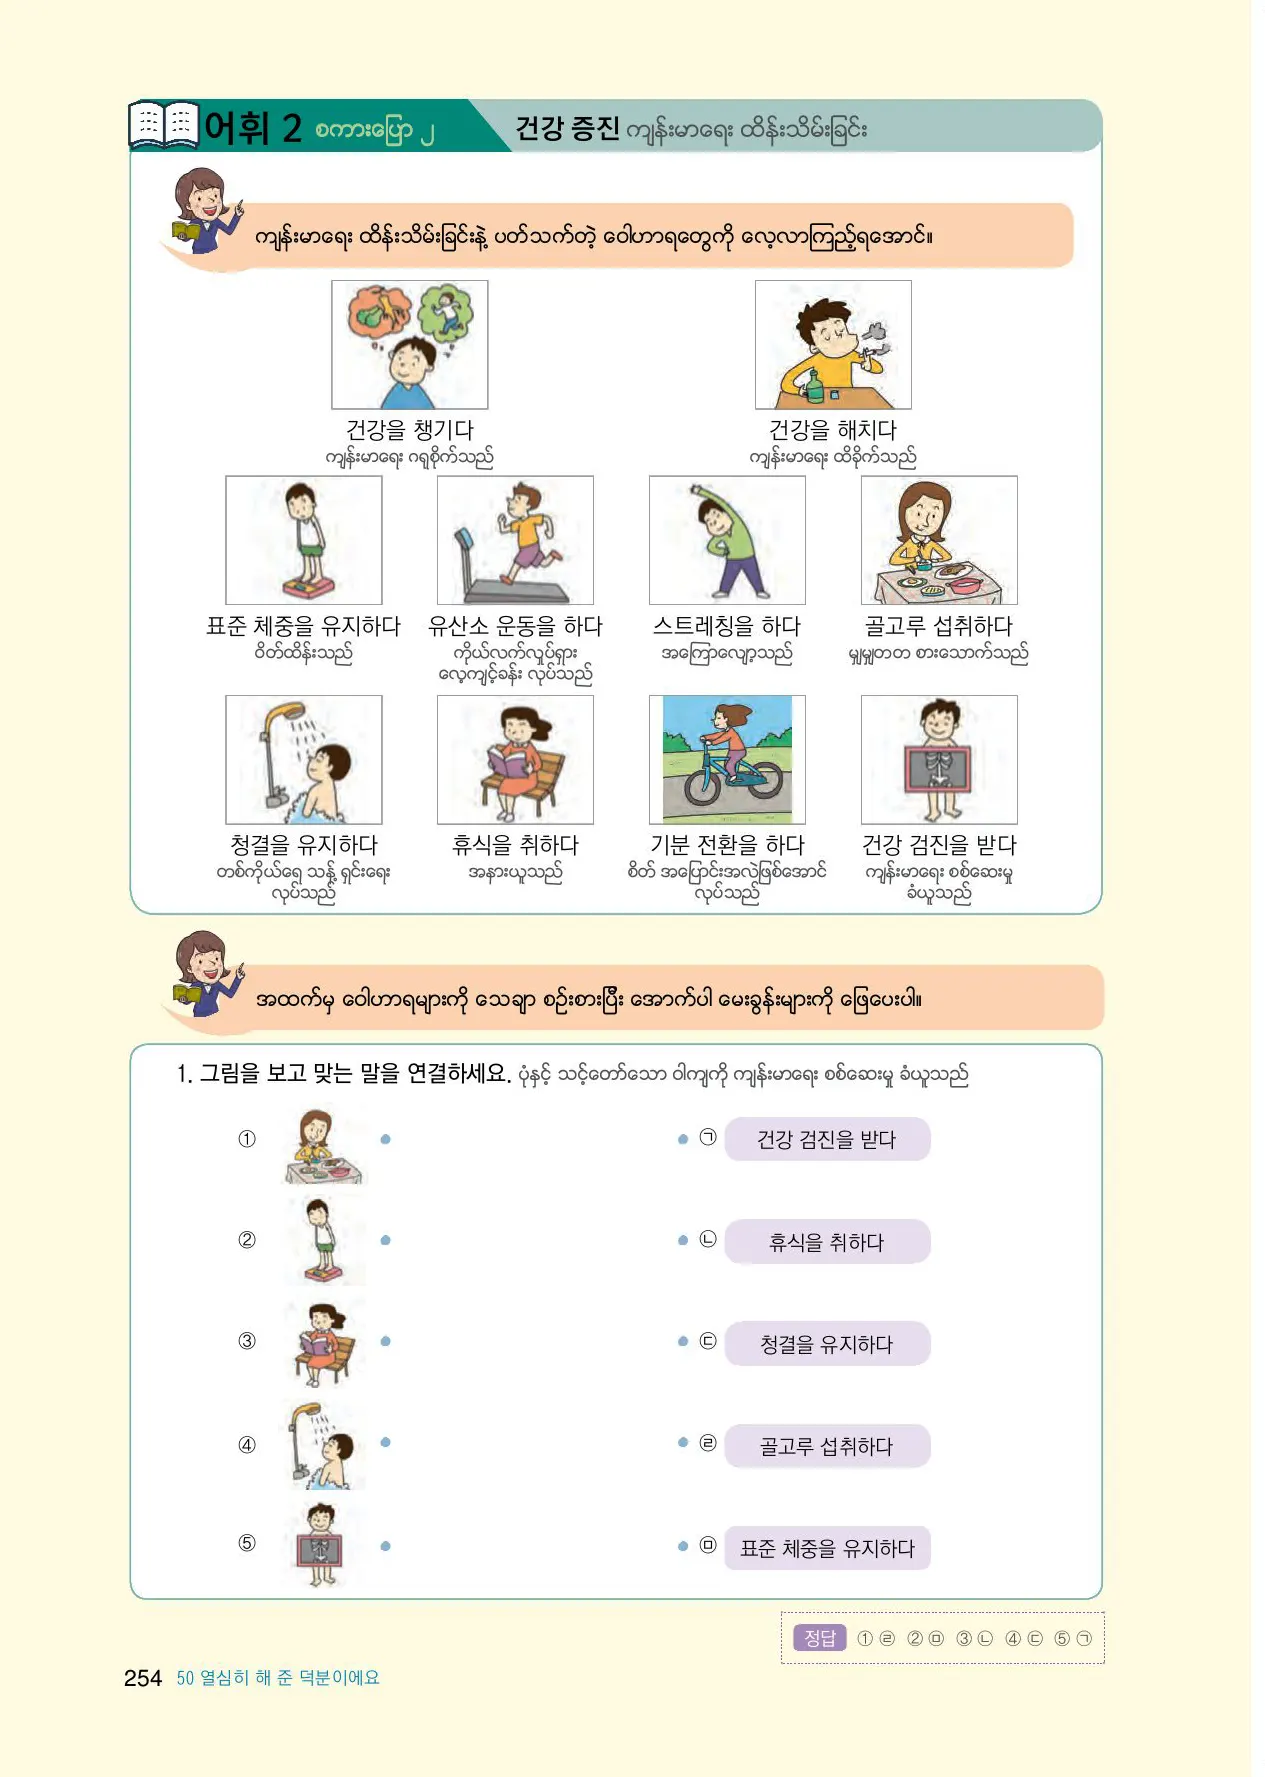 어휘 2 စကားပြော ၂ 건강 증진 ကျန်းမာရေး ထိန်းသိမ်းခြင်း
ကျန်းမာရေး ထိန်းသိမ်းခြင်းနဲ့ ပတ်သက်တဲ့ ဝေါဟာရတွေကို လေ့လာကြည့်ရအောင်။
건강을 챙기다 건강을 해치다
ကျန်းမာရေး ဂရုစိုက်သည် ကျန်းမာရေး ထိခိုက်သည်
표준 체중을 유지하다 유산소 운동을 하다 스트레칭을 하다 골고루 섭취하다
ဝိတ်ထိန်းသည် ကိုယ်လက်လှုပ်ရှား အကြောလျော့သည် မျှမျှတတ စားသောက်သည်
လေ့ကျင့်ခန်း လုပ်သည်
청결을 유지하다 휴식을 취하다 기분 전환을 하다 건강 검진을 받다
တစ်ကိုယ်ရေ သန့်ရှင်းရေး အနားယူသည် စိတ် အပြောင်းအလဲဖြစ်အောင် ကျန်းမာရေး စစ်ဆေးမှု
လုပ်သည် လုပ်သည် ခံယူသည်
အထက်မှ ဝေါဟာရများကို သေချာ စဉ်းစားပြီး အောက်ပါ မေးခွန်းများကို ဖြေပေးပါ။
1. 그림을 보고 맞는 말을 연결하세요. ပုံနှင့် သင့်တော်သော ဝါကျကို ကျန်းမာရေး စစ်ဆေးမှု ခံယူသည်
① ㉠ 건강 검진을 받다
② ㉡ 휴식을 취하다
③ ㉢ 청결을 유지하다
④ ㉣ 골고루 섭취하다
⑤ ㉤ 표준 체중을 유지하다
정답 ① ㉣ ② ㉤ ③ ㉡ ④ ㉢ ⑤ ㉠
254 50 열심히 해 준 덕분이에요